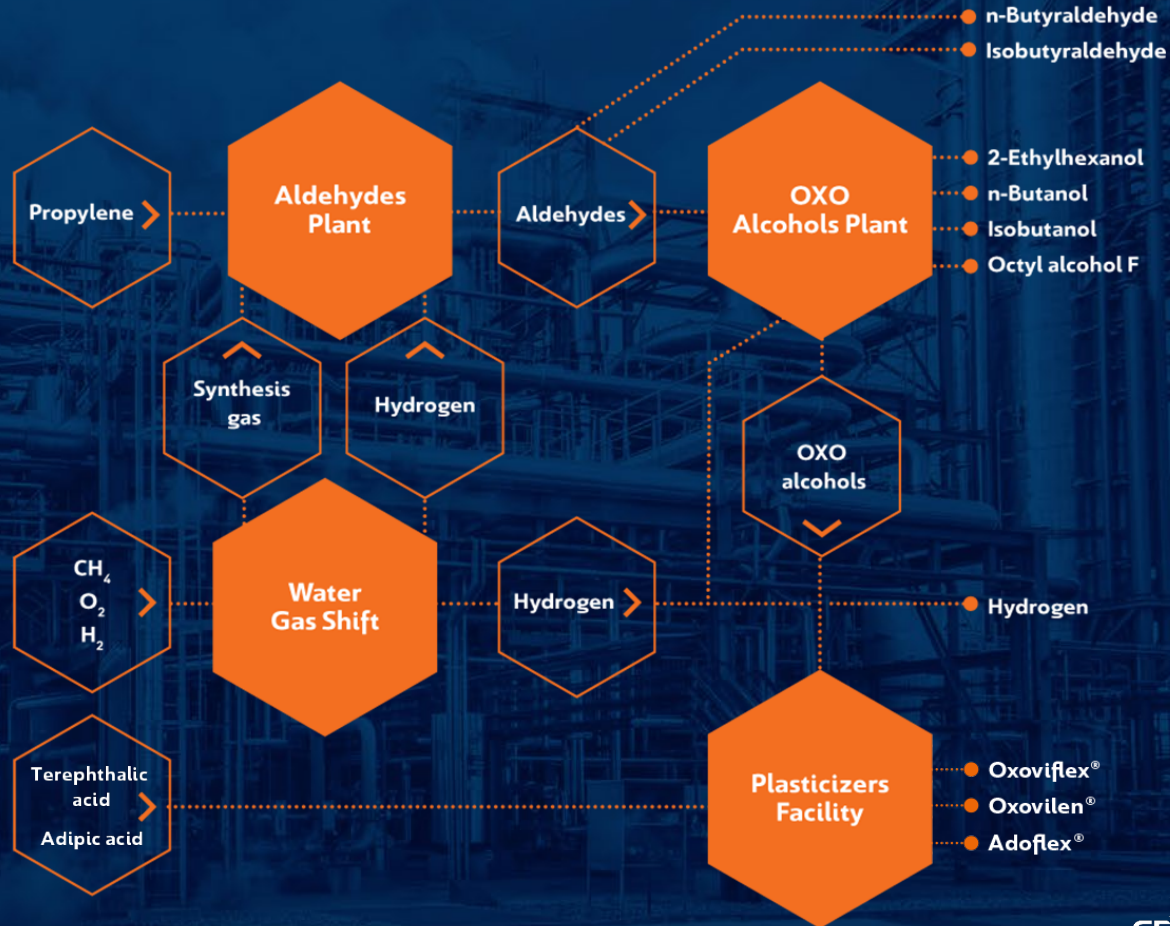 n-Butyraldehyde
Isobutyraldehyde
Propylene
Aldehydes
Plant
Aldehydes
OXO
Alcohols Plant
2-Ethylhexanol
n-Butanol
Isobutanol
Octyl alcohol F
Synthesis
gas
Hydrogen
OXO
alcohols
CH₄
O₂
H₂
Water
Gas Shift
Hydrogen
Hydrogen
Terephthalic
acid
Adipic acid
Plasticizers
Facility
Oxoviflex®
Oxovilen®
Adoflex®